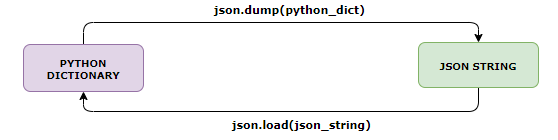 json.dump(python_dict)
PYTHON
DICTIONARY
JSON STRING
json.load(json_string)